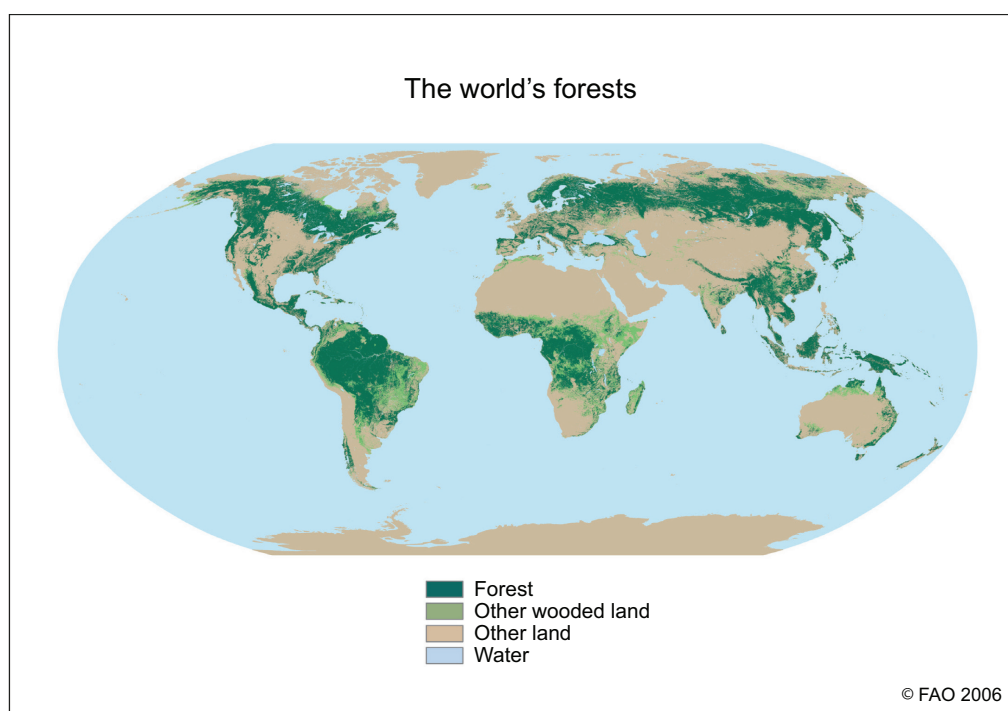 The world’s forests
Forest
Other wooded land
Other land
Water
© FAO 2006